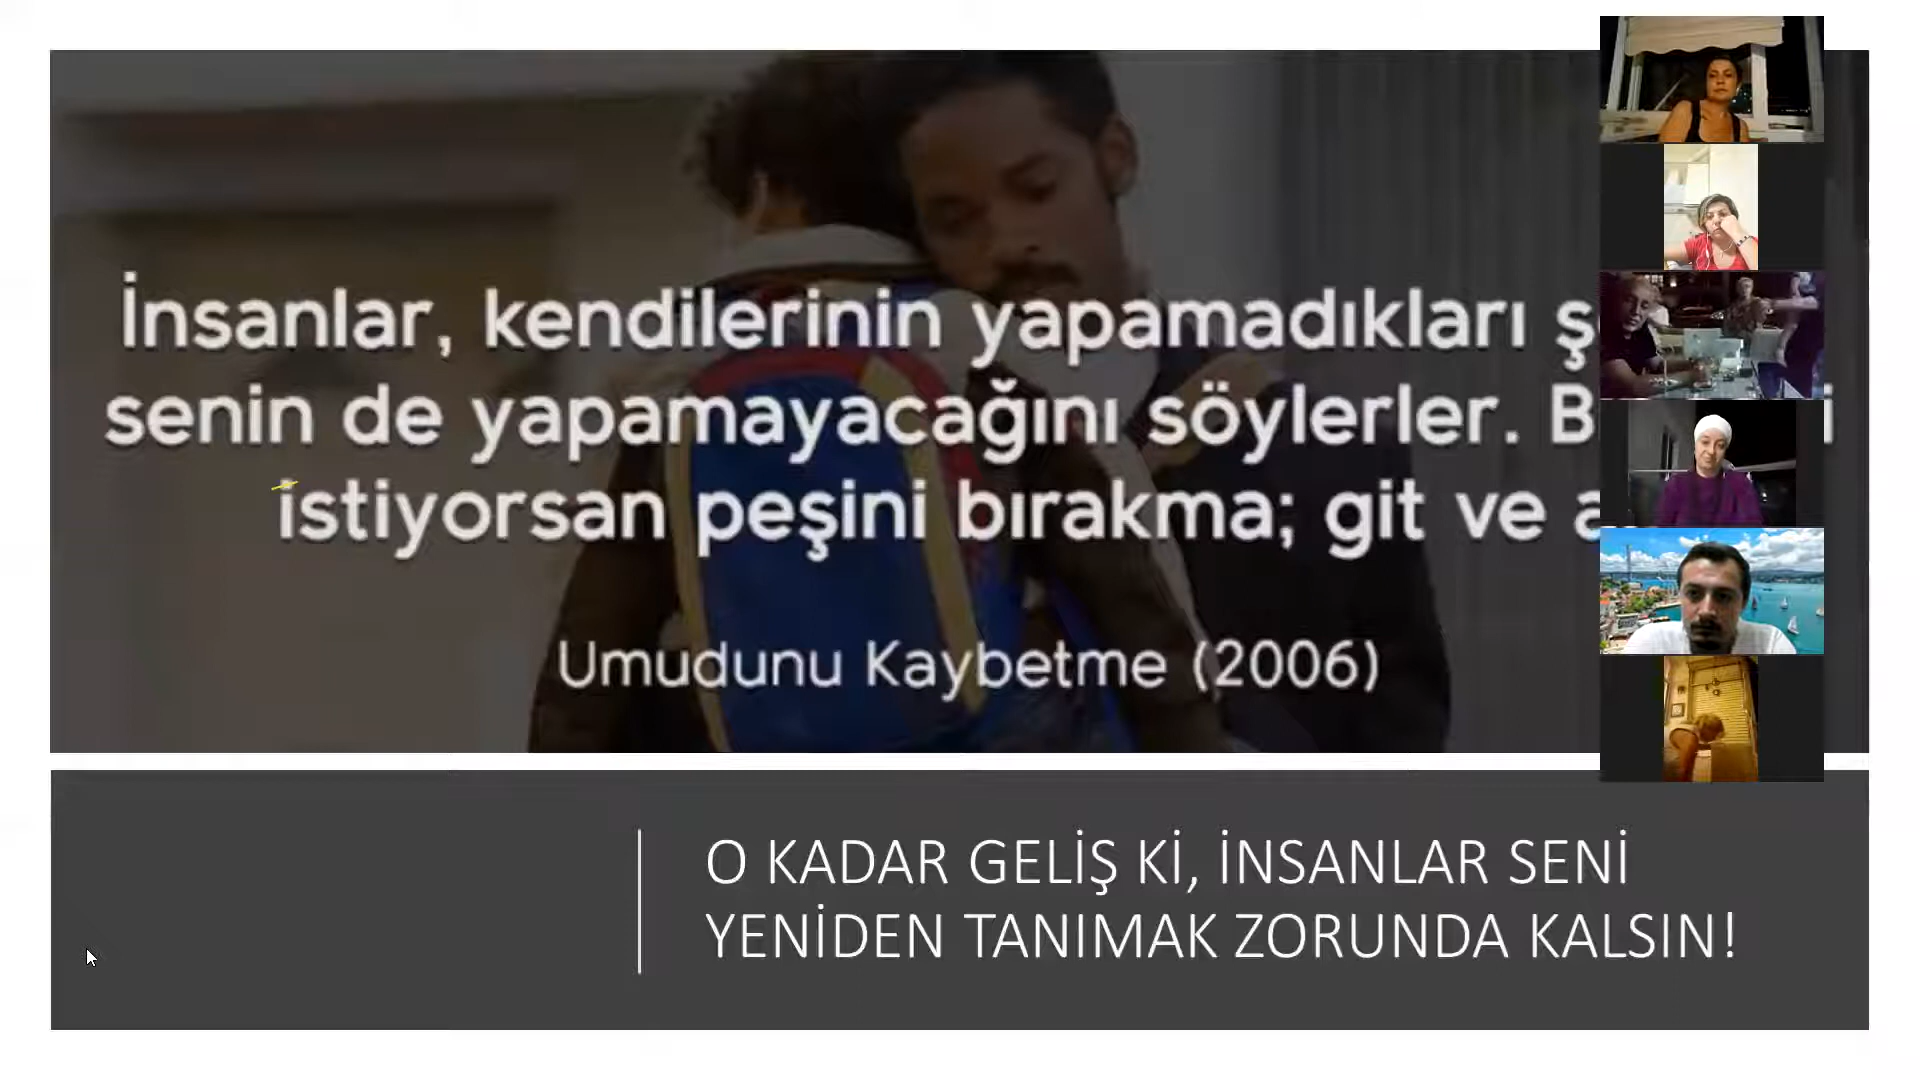 İnsanlar, kendilerinin yapamadıkları
senin de yapamayacağını söylerler.
istiyorsan peşini bırakma; git ve
Umudunu Kaybetme (2006)
O KADAR GELİŞ Kİ, İNSANLAR SENİ
YENİDEN TANIMAK ZORUNDA KALSIN!